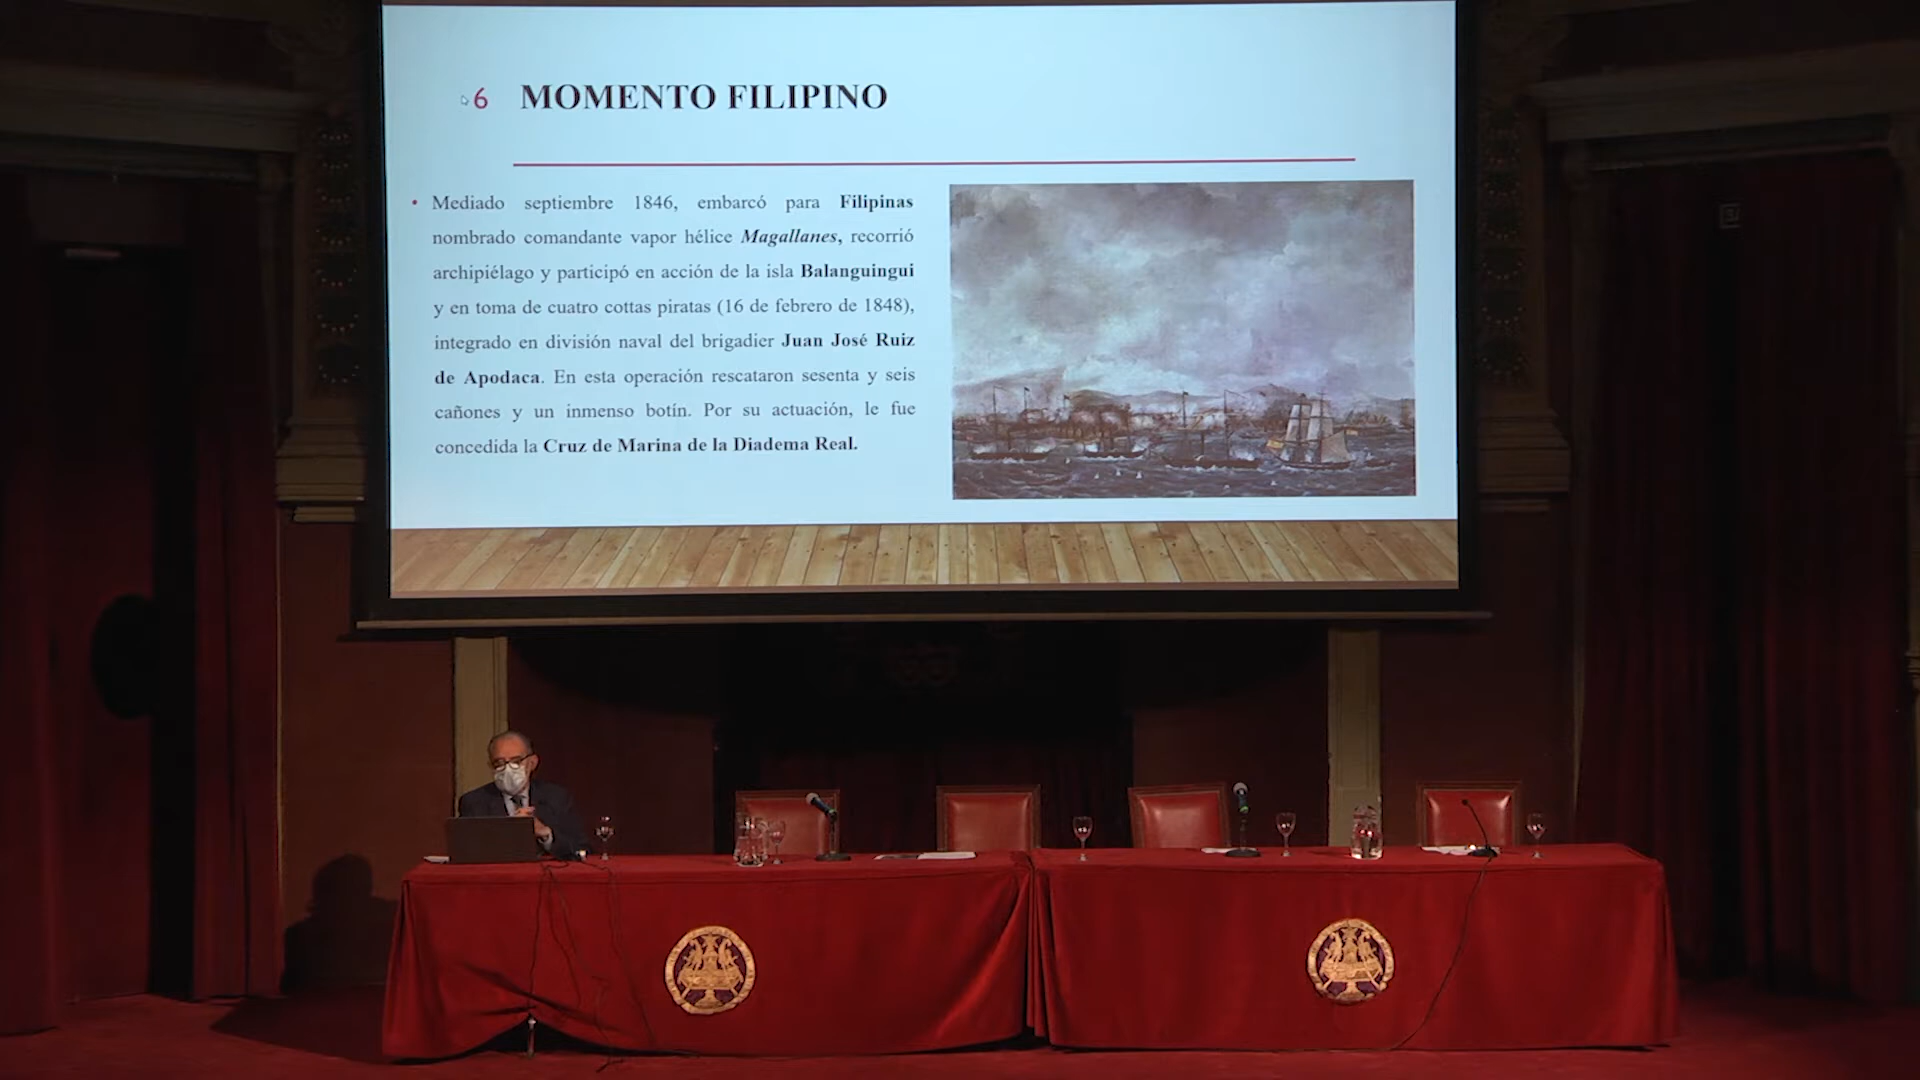 6 MOMENTO FILIPINO
• Mediado septiembre 1846, embarcó para Filipinas
nombrado comandante vapor hélice Magallanes, recorrió
archipiélago y participó en acción de la isla Balanguingui
y en toma de cuatro cottas piratas (16 de febrero de 1848),
integrado en división naval del brigadier Juan José Ruiz
de Apodaca. En esta operación rescataron sesenta y seis
cañones y un inmenso botín. Por su actuación, le fue
concedida la Cruz de Marina de la Diadema Real.